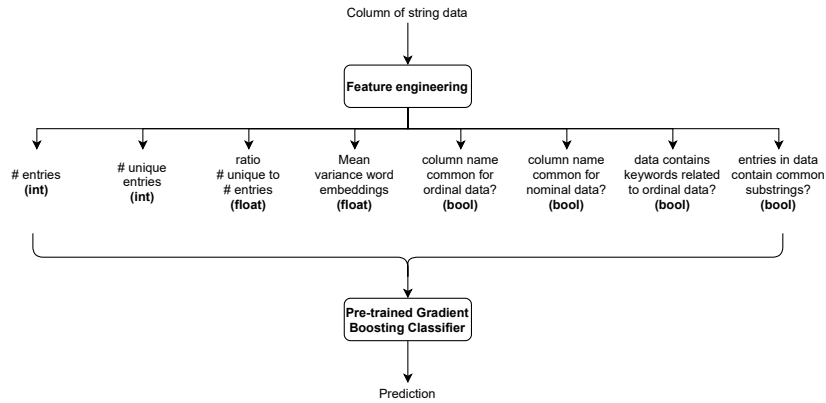 Column of string data
Feature engineering
# entries
(int)
# unique
entries
(int)
ratio
# unique to
# entries
(float)
Mean
variance word
embeddings
(float)
column name
common for
ordinal data?
(bool)
column name
common for
nominal data?
(bool)
data contains
keywords related
to ordinal data?
(bool)
entries in data
contain common
substrings?
(bool)
Pre-trained Gradient
Boosting Classifier
Prediction